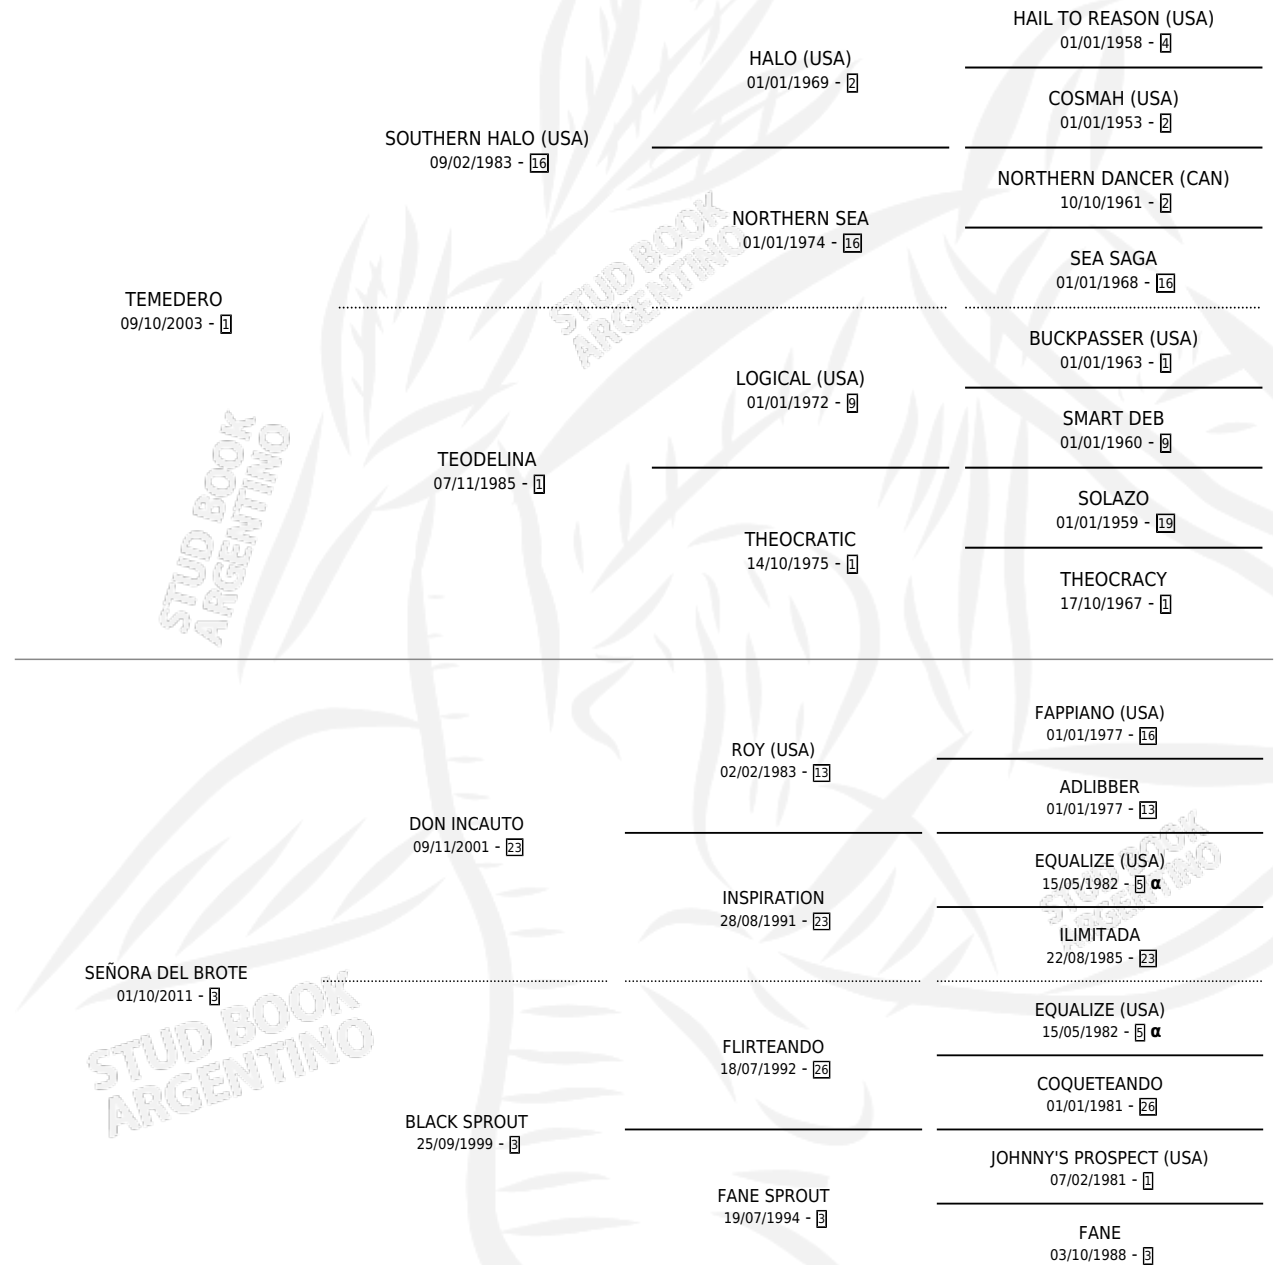 HAIL TO REASON (USA)
01/01/1958 - 4
HALO (USA)
01/01/1969 - 2
COSMAH (USA)
01/01/1953 - 2
SOUTHERN HALO (USA)
09/02/1983 - 16
NORTHERN DANCER (CAN)
10/10/1961 - 2
NORTHERN SEA
01/01/1974 - 16
SEA SAGA
01/01/1968 - 16
STUD BOOK
ARGENTINO
TEMEDERO
09/10/2003 - 1
BUCKPASSER (USA)
01/01/1963 - 1
LOGICAL (USA)
01/01/1972 - 9
SMART DEB
01/01/1960 - 9
TEODELINA
07/11/1985 - 1
SOLAZO
01/01/1959 - 19
THEOCRATIC
14/10/1975 - 1
THEOCRACY
17/10/1967 - 1
STUD BOOK
ARGENTINO
FAPPIANO (USA)
01/01/1977 - 16
ROY (USA)
02/02/1983 - 13
ADLIBBER
01/01/1977 - 13
DON INCAUTO
09/11/2001 - 23
EQUALIZE (USA)
15/05/1982 - 5 α
INSPIRATION
28/08/1991 - 23
ILIMITADA
22/08/1985 - 23
STUD BOOK
ARGENTINO
SEÑORA DEL BROTE
01/10/2011 - 3
EQUALIZE (USA)
15/05/1982 - 5 α
FLIRTEANDO
18/07/1992 - 26
COQUETEANDO
01/01/1981 - 26
BLACK SPROUT
25/09/1999 - 3
JOHNNY'S PROSPECT (USA)
07/02/1981 - 1
FANE SPROUT
19/07/1994 - 3
FANE
03/10/1988 - 3
STUD BOOK
ARGENTINO